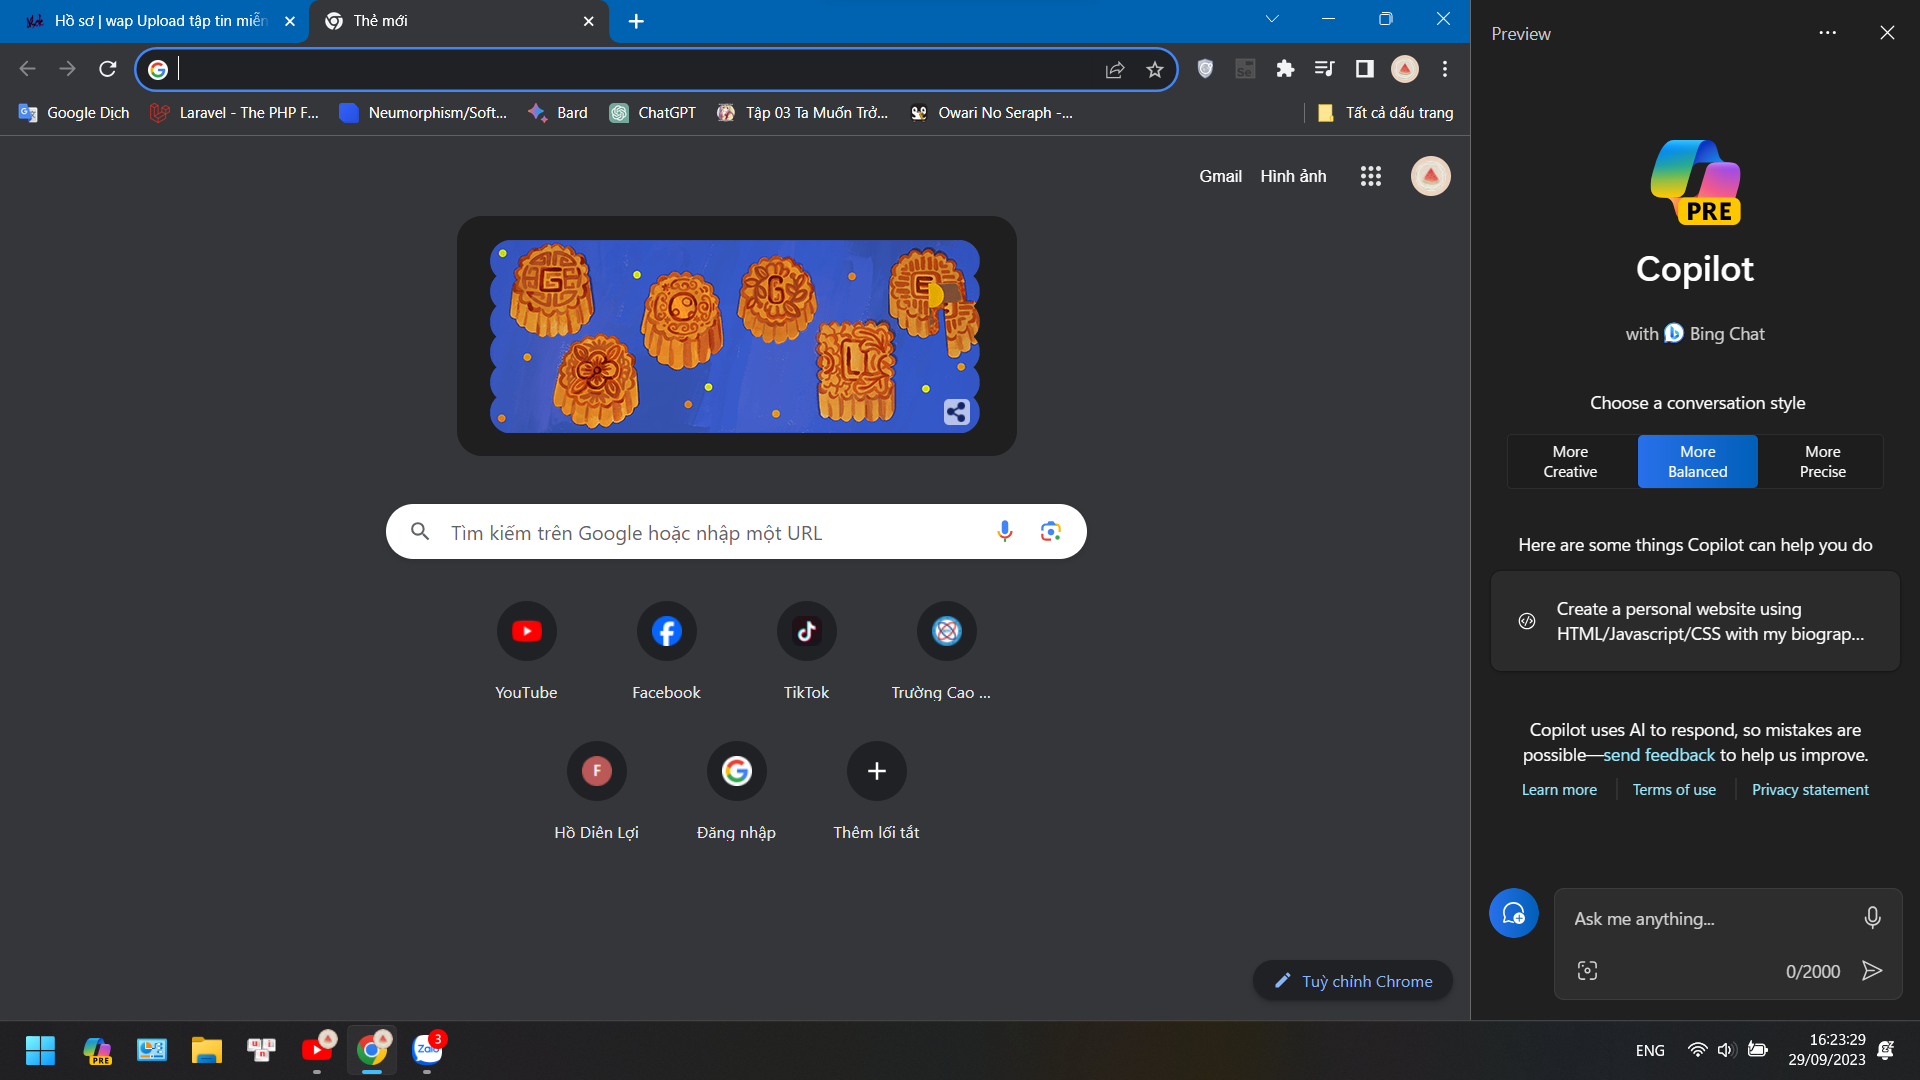 Hồ sơ | wap Upload tập tin miễn
Thẻ mới
Google Dịch
Laravel - The PHP F...
Neumorphism/Soft...
Bard
ChatGPT
Tập 03 Ta Muốn Trở...
Owari No Seraph -...
Tất cả dấu trang
Gmail
Hình ảnh
G
O
G
L
E
Tìm kiếm trên Google hoặc nhập một URL
YouTube
Facebook
TikTok
Trường Cao ...
F
Hồ Diên Lợi
Đăng nhập
Thêm lối tắt
Tuỳ chỉnh Chrome
Preview
PRE
Copilot
with Bing Chat
Choose a conversation style
More
Creative
More
Balanced
More
Precise
Here are some things Copilot can help you do
Create a personal website using
HTML/Javascript/CSS with my biograp...
Copilot uses AI to respond, so mistakes are
possible—send feedback to help us improve.
Learn more
Terms of use
Privacy statement
Ask me anything...
0/2000
PRE
Zalo
3
ENG
16:23:29
29/09/2023